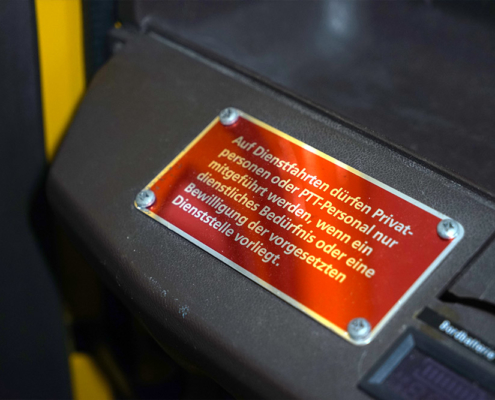 Auf Dienstfahrten dürfen Privat-
personen oder PTT-Personal nur
mitgeführt werden, wenn ein
dienstliches Bedürfnis oder eine
Bewilligung der vorgesetzten
Dienststelle vorliegt.